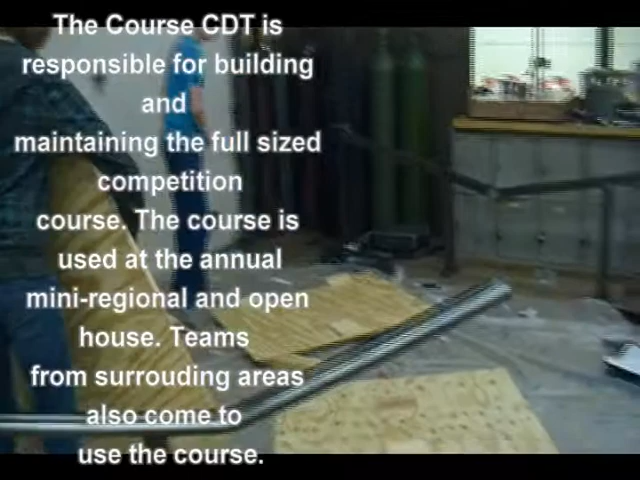 The Course CDT is
responsible for building
and
maintaining the full sized
competition
course. The course is
used at the annual
mini-regional and open
house. Teams
from surrouding areas
also come to
use the course.